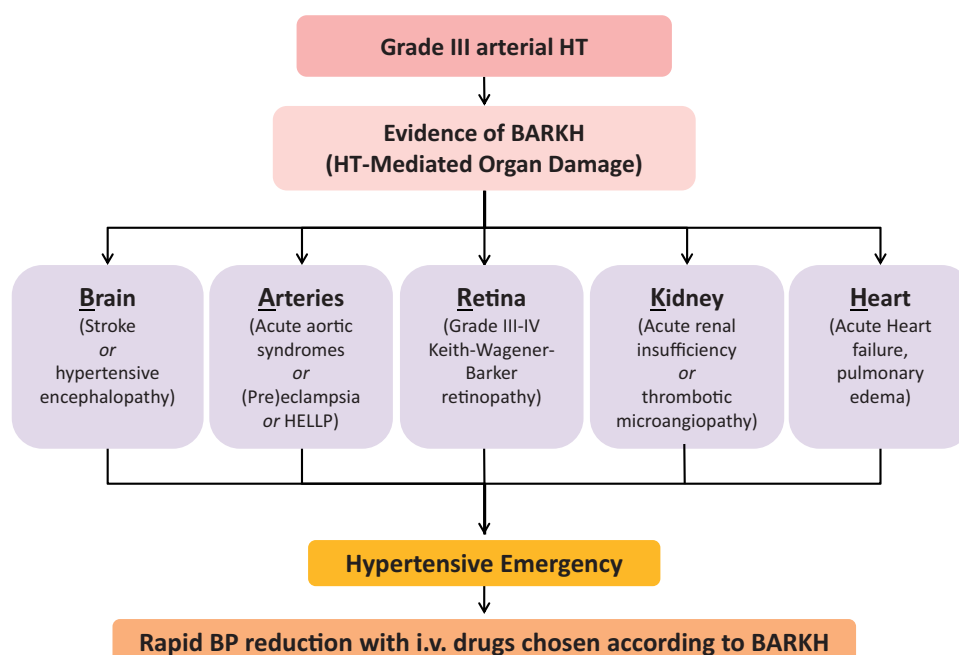 Grade III arterial HT
Evidence of BARKH
(HT-Mediated Organ Damage)
Brain
(Stroke
or
hypertensive
encephalopathy)
Arteries
(Acute aortic
syndromes
or
(Pre)eclampsia
or HELLP)
Retina
(Grade III-IV
Keith-Wagener-
Barker
retinopathy)
Kidney
(Acute renal
insufficiency
or
thrombotic
microangiopathy)
Heart
(Acute Heart
failure,
pulmonary
edema)
Hypertensive Emergency
Rapid BP reduction with i.v. drugs chosen according to BARKH